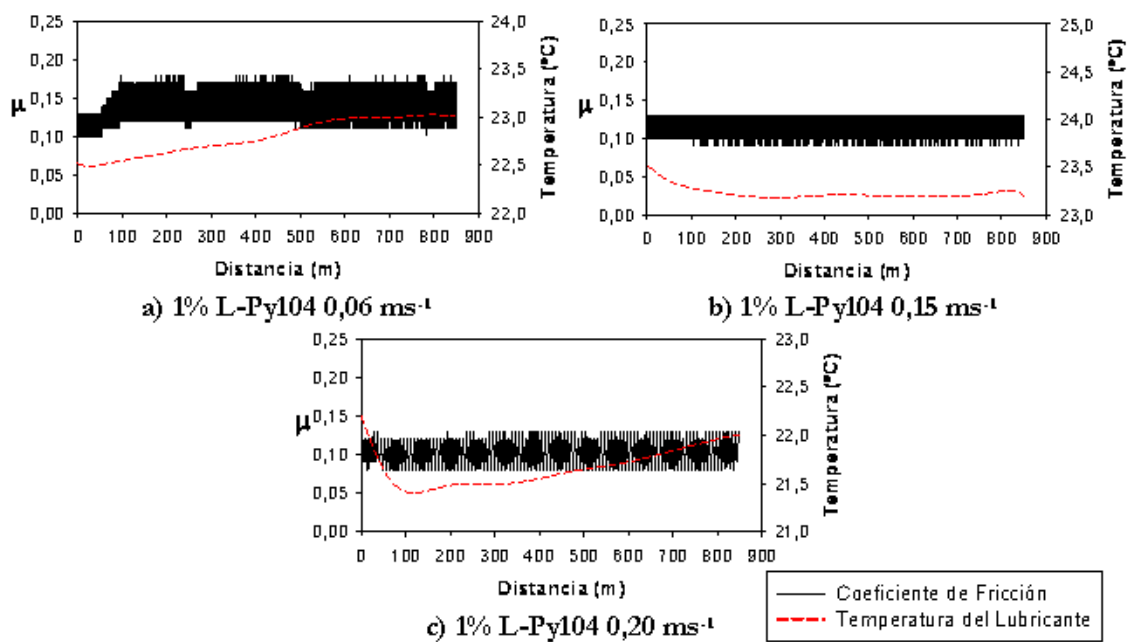 0,25
0,20
0,15
0,10
0,05
0,00
μ
24,0
23,5
23,0
22,5
22,0
Temperatura (ºC)
0 100 200 300 400 500 600 700 800 900
Distancia (m)
a) 1% L-Py104 0,06 ms-1
0,25
0,20
0,15
0,10
0,05
0,00
μ
25,0
24,5
24,0
23,5
23,0
Temperatura (ºC)
0 100 200 300 400 500 600 700 800 900
Distancia (m)
b) 1% L-Py104 0,15 ms-1
0,25
0,20
0,15
0,10
0,05
0,00
μ
23,0
22,5
22,0
21,5
21,0
Temperatura (ºC)
0 100 200 300 400 500 600 700 800 900
Distancia (m)
c) 1% L-Py104 0,20 ms-1
Coeficiente de Fricción
Temperatura del Lubricante